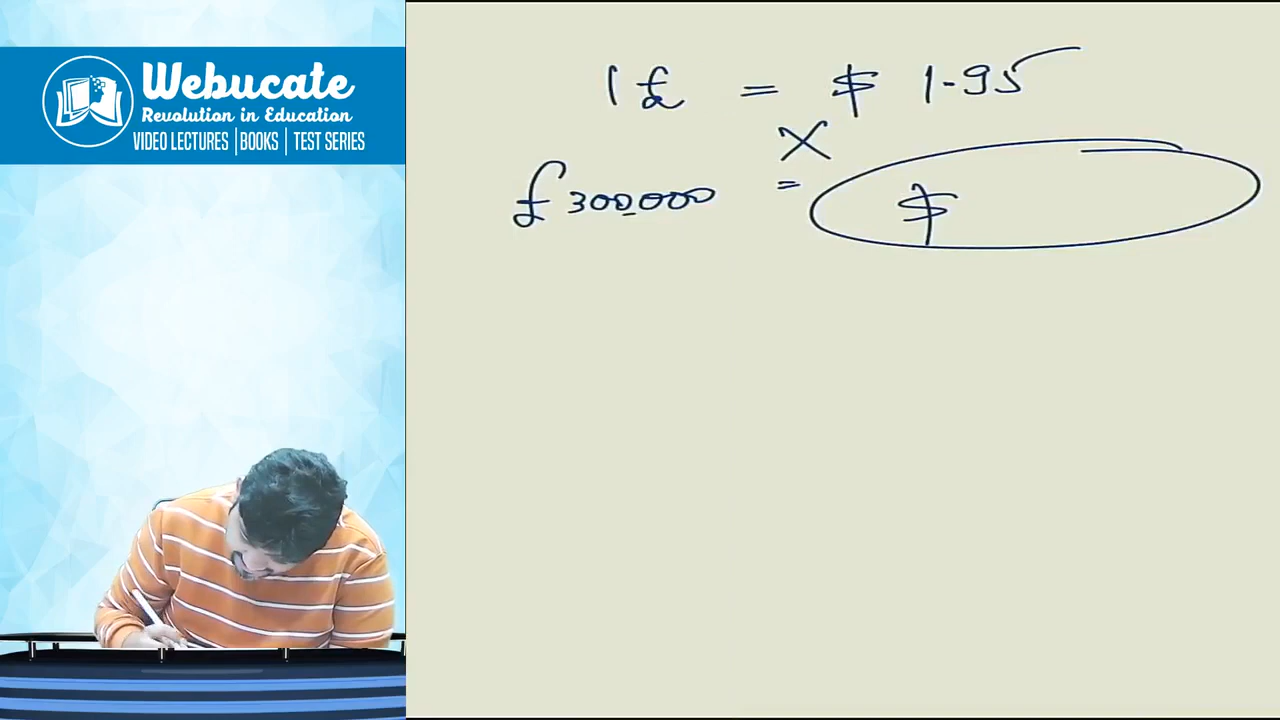 Webucate
Revolution in Education
VIDEO LECTURES | BOOKS | TEST SERIES
1 £ = $ 1.95
X
£ 300,000 = $